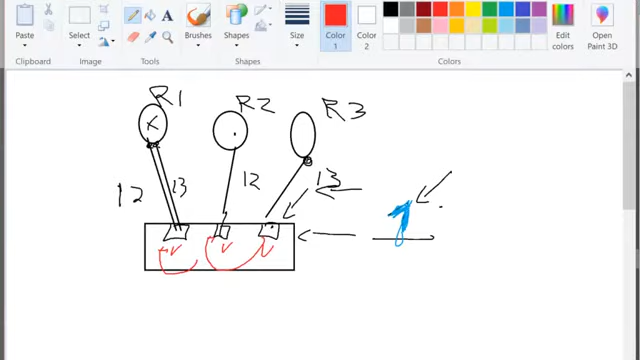 Paste
Select
Brushes
Shapes
Size
Color
1
Color
2
Edit
colors
Open
Paint 3D
Clipboard
Image
Tools
Colors
R1
R2
R3
12
13
12
13